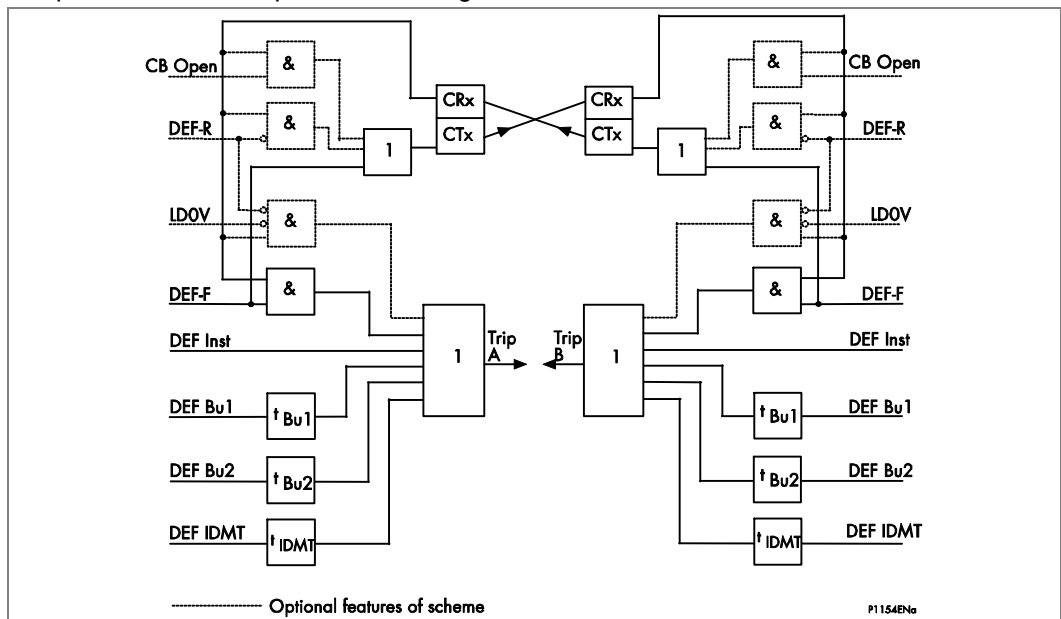 CB Open & & CB Open
CRx CRx
DEF-R & CTx CTx & DEF-R
1 1
LD0V & & LD0V
DEF-F & & DEF-F
DEF Inst Trip A Trip B DEF Inst
1 1
DEF Bu1 t Bu1 t Bu1 DEF Bu1
DEF Bu2 t Bu2 t Bu2 DEF Bu2
DEF IDMT t IDMT t IDMT DEF IDMT
Optional features of scheme
P1154ENa